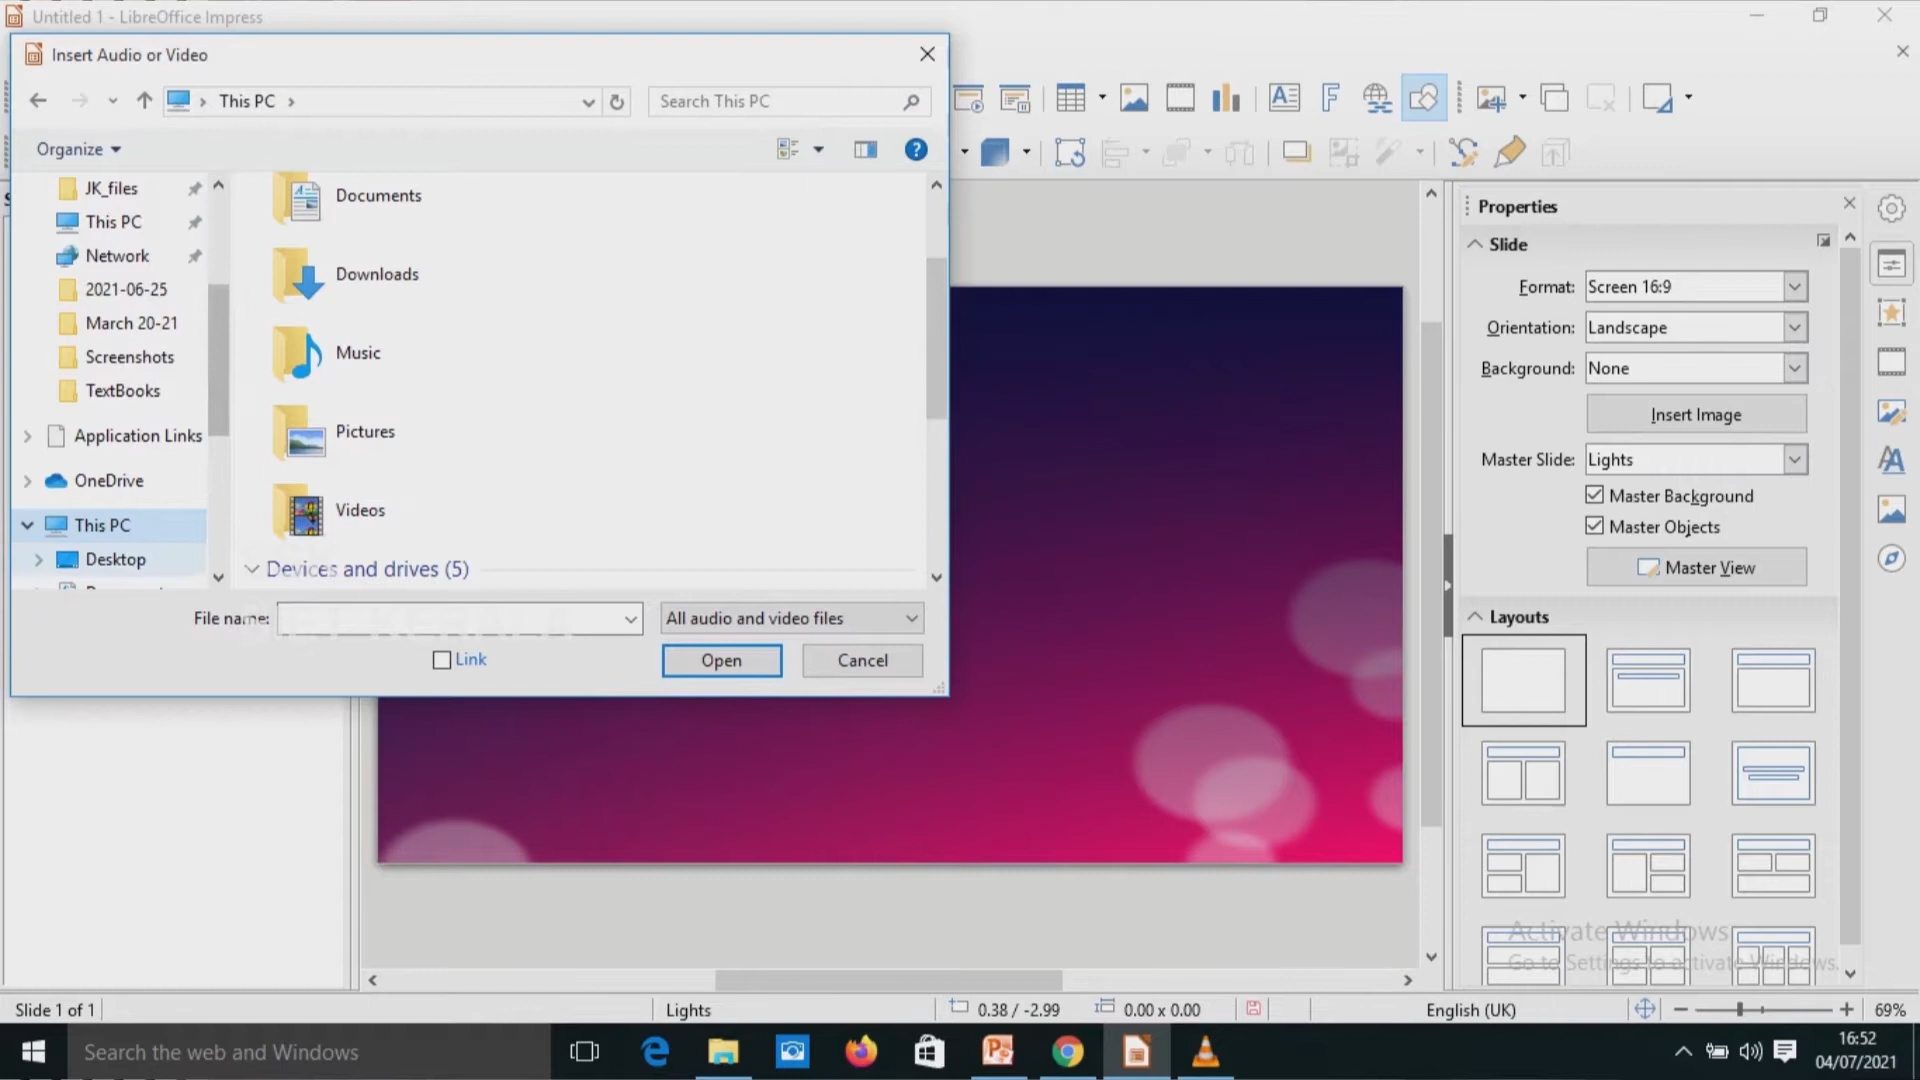 Untitled 1 - LibreOffice Impress
Insert Audio or Video
This PC
Search This PC
Organize
JK_files
This PC
Network
2021-06-25
March 20-21
Screenshots
TextBooks
Application Links
OneDrive
This PC
Desktop
Documents
Downloads
Music
Pictures
Videos
Devices and drives (5)
File name:
All audio and video files
Link
Open
Cancel
Properties
Slide
Format:
Screen 16:9
Orientation:
Landscape
Background:
None
Insert Image
Master Slide:
Lights
Master Background
Master Objects
Master View
Layouts
Activate Windows
Go to Settings to activate Windows.
Slide 1 of 1
Lights
0.38 / -2.99
0.00 x 0.00
English (UK)
69%
Search the web and Windows
16:52
04/07/2021